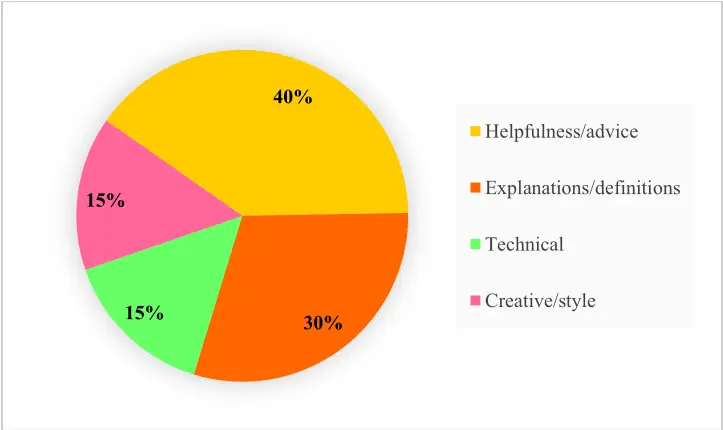 40%
15%
15%
30%
Helpfulness/advice
Explanations/definitions
Technical
Creative/style